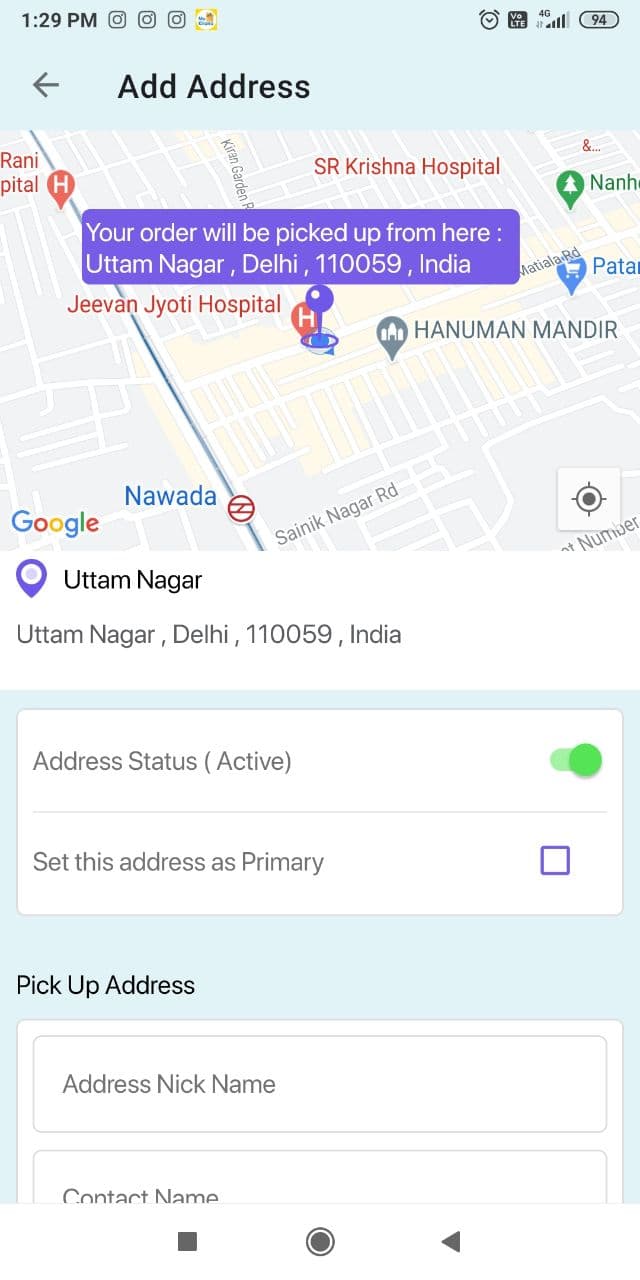 1:29 PM
Vo LTE
4G
94
Add Address
Rani
pital
H
Kiran Garden R
SR Krishna Hospital
&...
Nanh
Your order will be picked up from here :
Uttam Nagar , Delhi , 110059 , India
Matiala Rd
Patan
Jeevan Jyoti Hospital
H
HANUMAN MANDIR
Nawada
Sainik Nagar Rd
Google
ot Number
Uttam Nagar
Uttam Nagar , Delhi , 110059 , India
Address Status ( Active)
Set this address as Primary
Pick Up Address
Address Nick Name
Contact Name